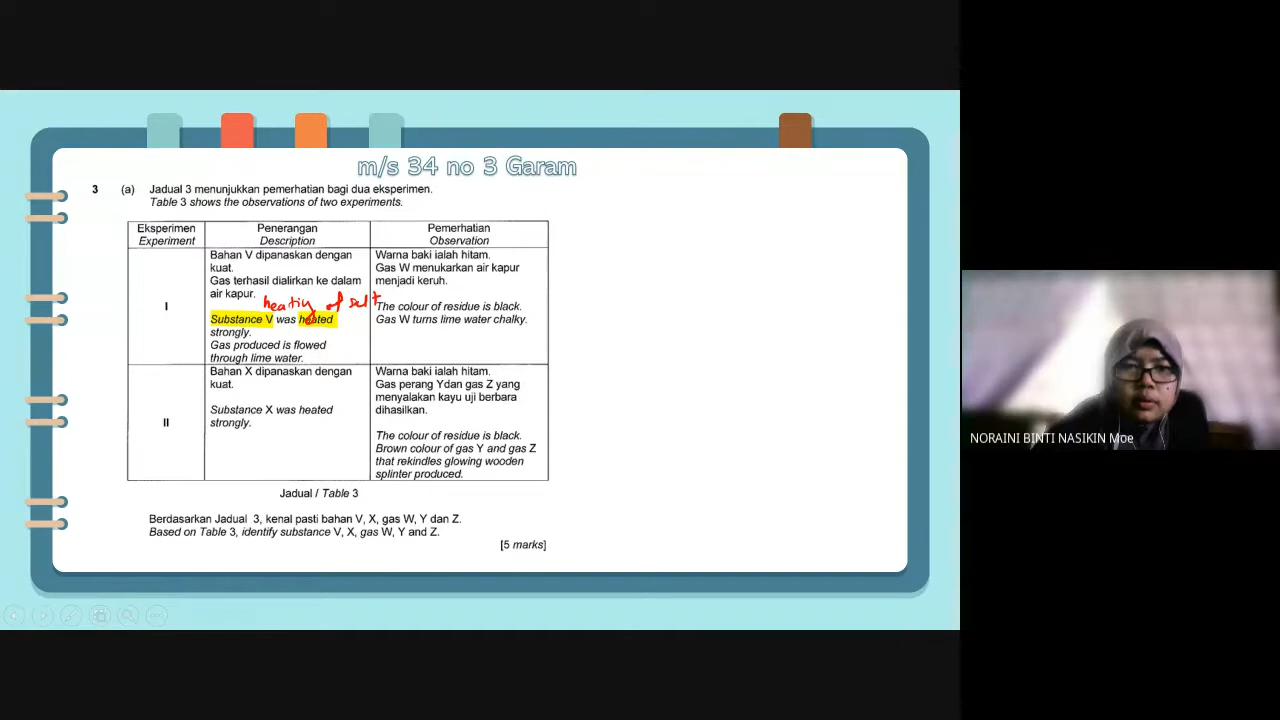 m/s 34 no 3 Garam
3 (a) Jadual 3 menunjukkan pemerhatian bagi dua eksperimen.
Table 3 shows the observations of two experiments.
Eksperimen
Experiment
Penerangan
Description
Pemerhatian
Observation
I
Bahan V dipanaskan dengan
kuat.
Gas terhasil dialirkan ke dalam
air kapur.
heating of salt
Substance V was heated
strongly.
Gas produced is flowed
through lime water.
Warna baki ialah hitam.
Gas W menukarkan air kapur
menjadi keruh.
The colour of residue is black.
Gas W turns lime water chalky.
II
Bahan X dipanaskan dengan
kuat.
Substance X was heated
strongly.
Warna baki ialah hitam.
Gas perang Ydan gas Z yang
menyalakan kayu uji berbara
dihasilkan.
The colour of residue is black.
Brown colour of gas Y and gas Z
that rekindles glowing wooden
splinter produced.
Jadual / Table 3
Berdasarkan Jadual 3, kenal pasti bahan V, X, gas W, Y dan Z.
Based on Table 3, identify substance V, X, gas W, Y and Z.
[5 marks]
NORAINI BINTI NASIKIN Moe